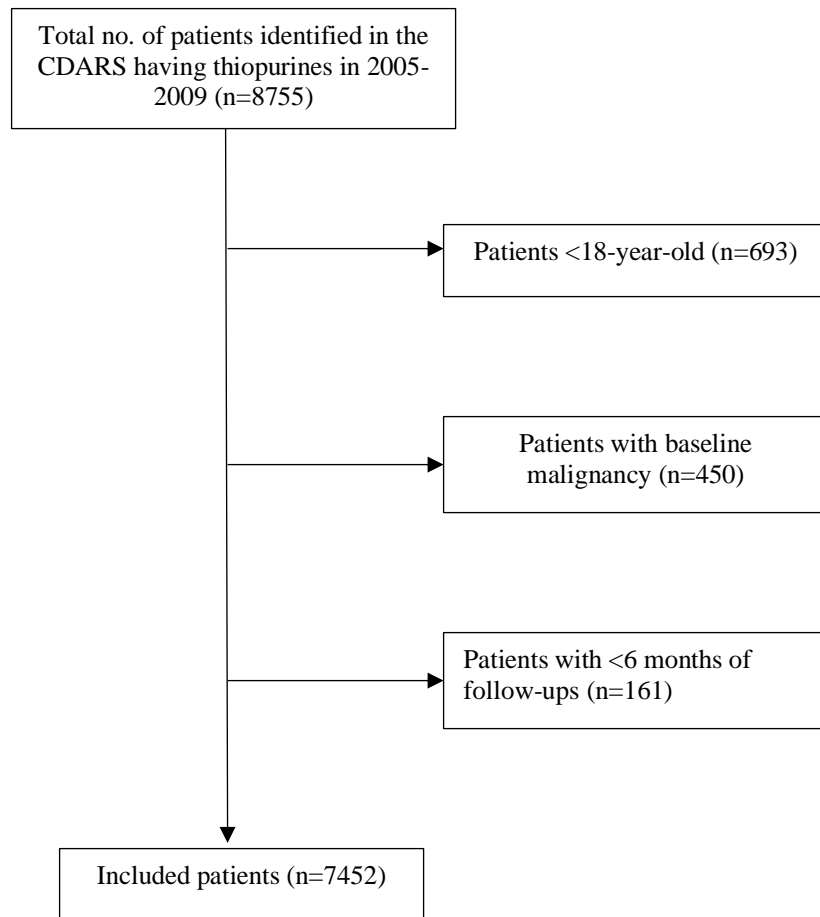 Total no. of patients identified in the
CDARS having thiopurines in 2005-
2009 (n=8755)
Patients <18-year-old (n=693)
Patients with baseline
malignancy (n=450)
Patients with <6 months of
follow-ups (n=161)
Included patients (n=7452)